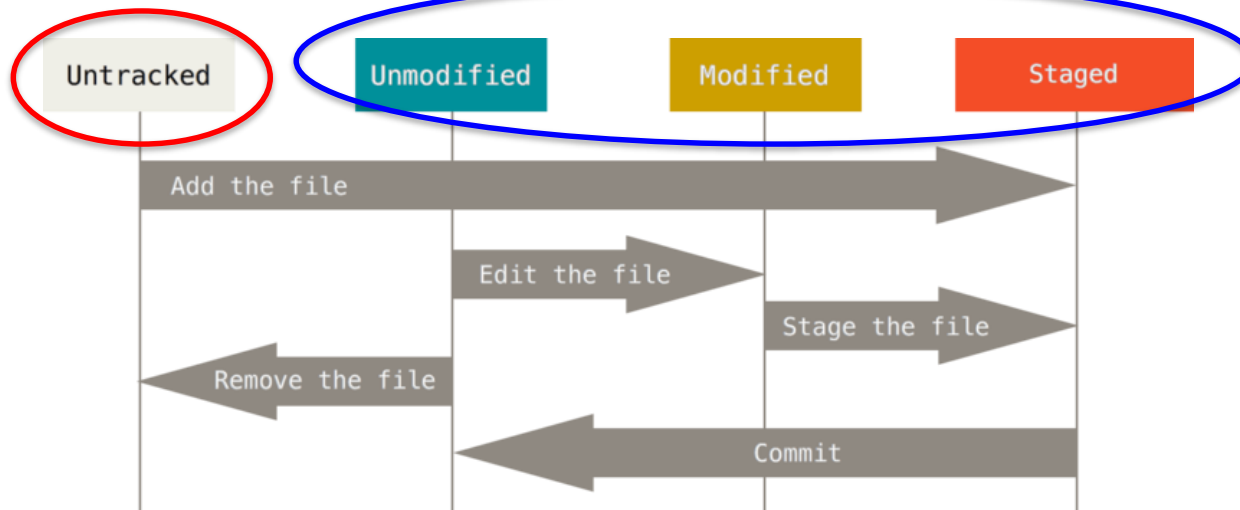 Untracked
Unmodified
Modified
Staged
Add the file
Edit the file
Stage the file
Remove the file
Commit